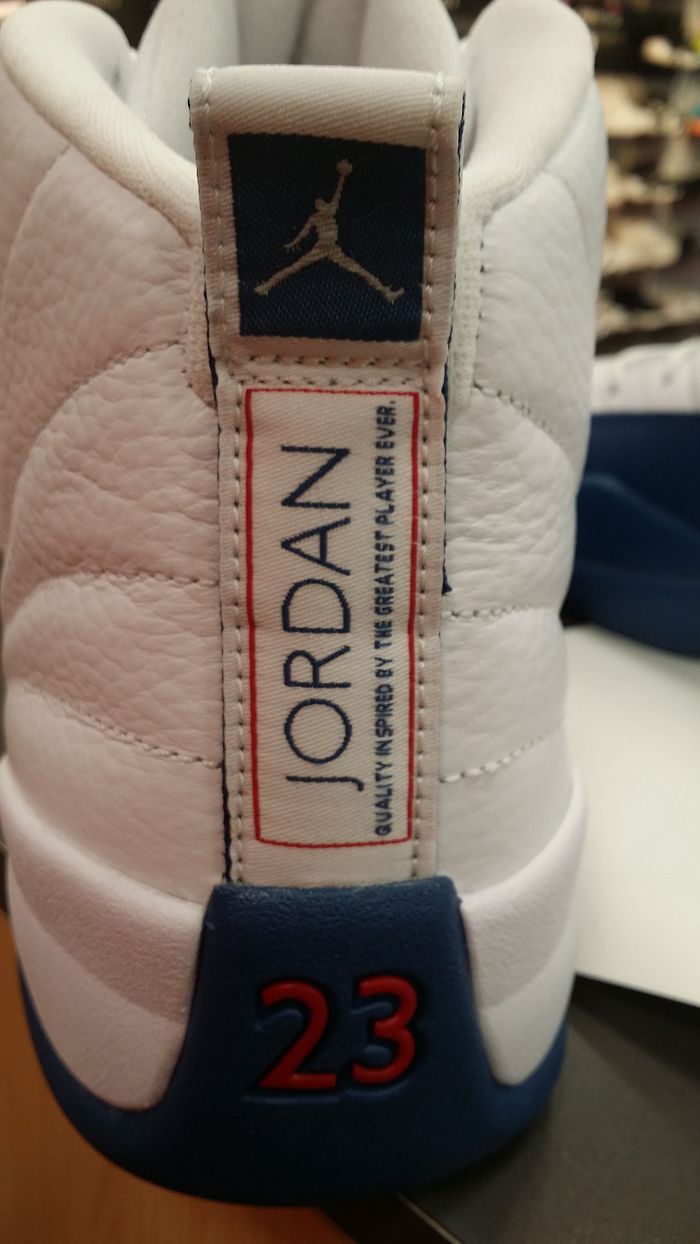 JORDAN
QUALITY INSPIRED BY THE GREATEST PLAYER EVER.
23